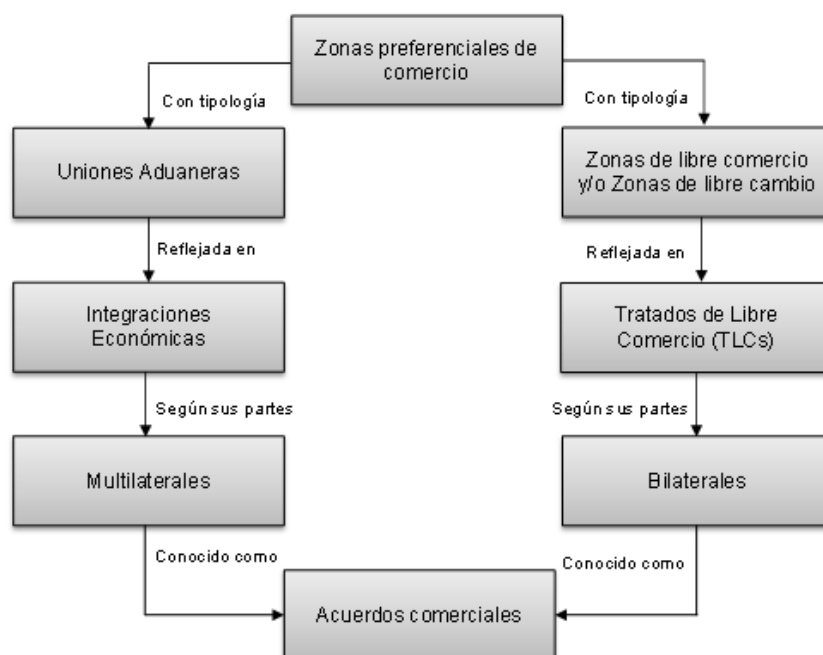 Zonas preferenciales de
comercio
Con tipología
Con tipología
Uniones Aduaneras
Zonas de libre comercio
y/o Zonas de libre cambio
Reflejada en
Reflejada en
Integraciones
Económicas
Tratados de Libre
Comercio (TLCs)
Según sus partes
Según sus partes
Multilaterales
Bilaterales
Conocido como
Conocido como
Acuerdos comerciales